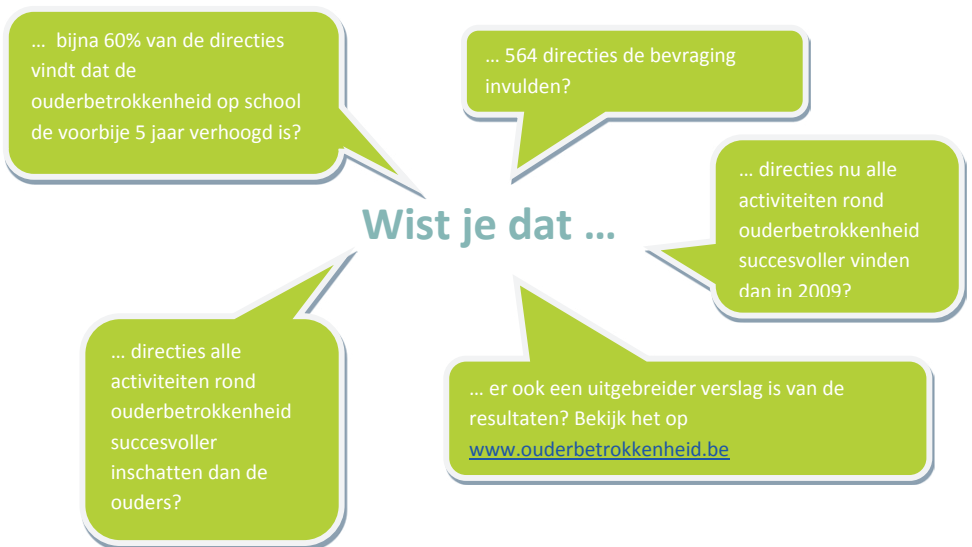 … bijna 60% van de directies
vindt dat de
ouderbetrokkenheid op school
de voorbije 5 jaar verhoogd is?
… 564 directies de bevraging
invulden?
… directies nu alle
activiteiten rond
ouderbetrokkenheid
succesvoller vinden
dan in 2009?
Wist je dat …
… directies alle
activiteiten rond
ouderbetrokkenheid
succesvoller
inschatten dan de
ouders?
… er ook een uitgebreider verslag is van de
resultaten? Bekijk het op
www.ouderbetrokkenheid.be